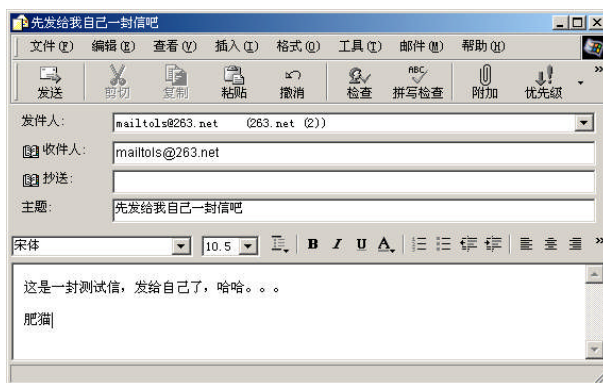 先发给我自己一封信吧
文件(F) 编辑(E) 查看(V) 插入(I) 格式(O) 工具(T) 邮件(M) 帮助(H)
发送 剪切 复制 粘贴 撤消 检查 拼写检查 附加 优先级 »
发件人: mailtols@263.net (263.net (2))
收件人: mailtols@263.net
抄送:
主题: 先发给我自己一封信吧
宋体 10.5 B I U A »
这是一封测试信，发给自己了，哈哈。。。
肥猫